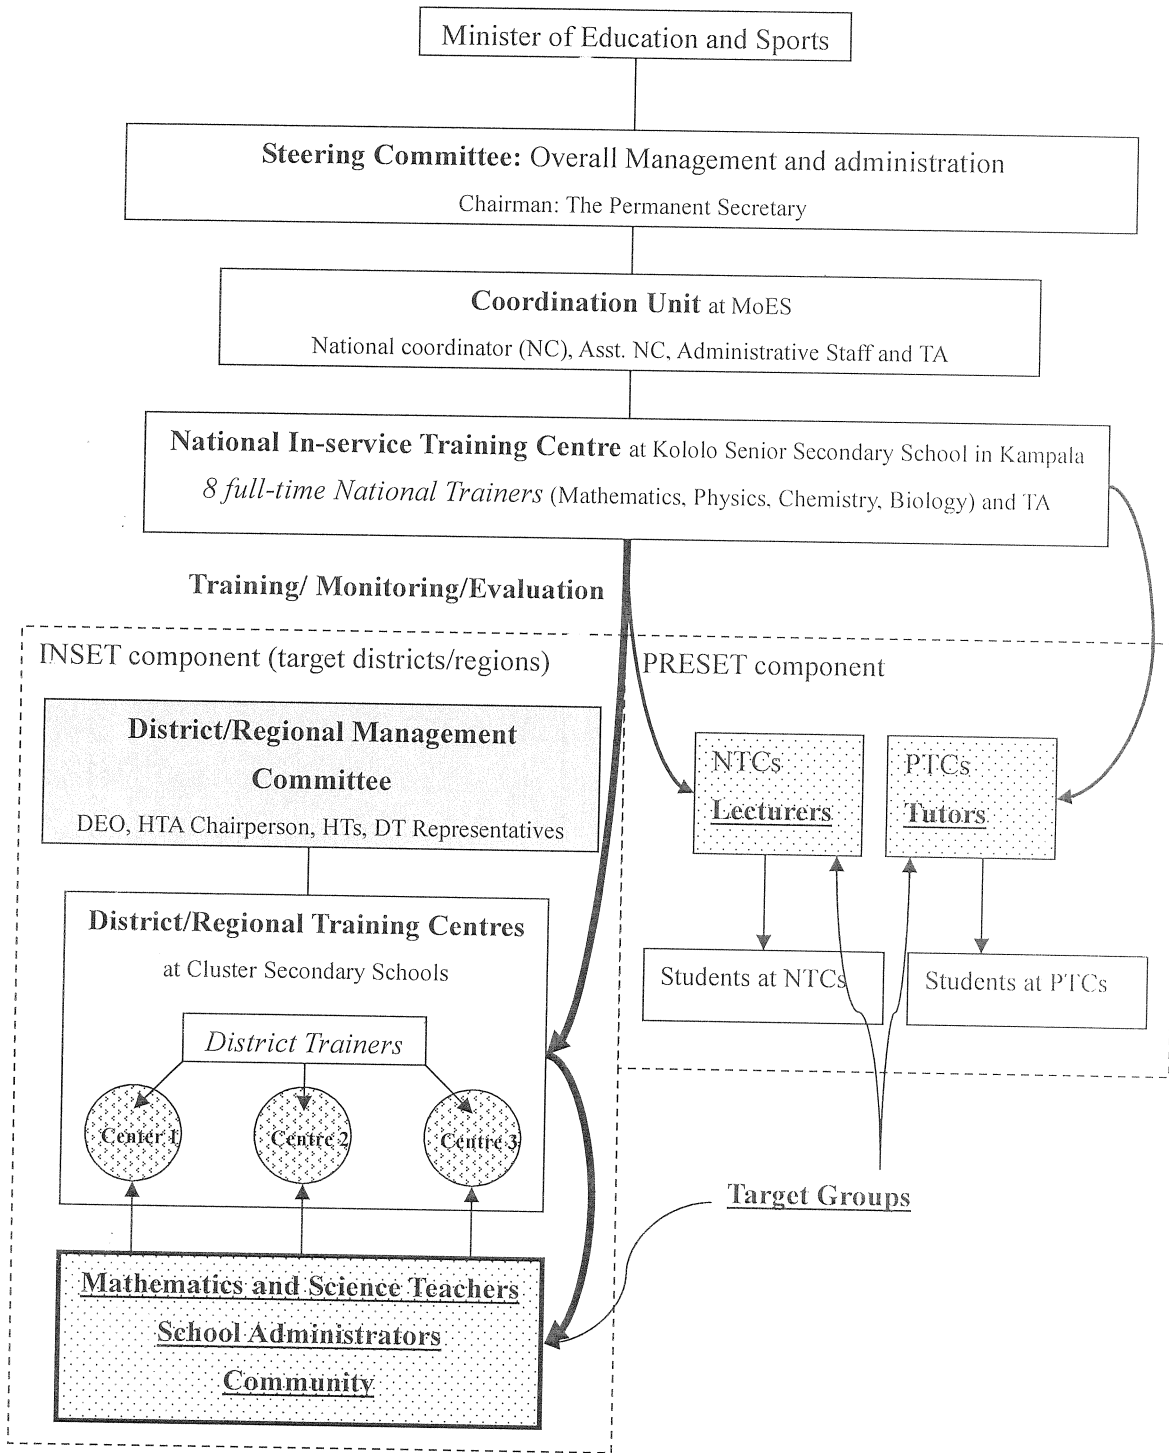 Minister of Education and Sports
Steering Committee: Overall Management and administration
Chairman: The Permanent Secretary
Coordination Unit at MoES
National coordinator (NC), Asst. NC, Administrative Staff and TA
National In-service Training Centre at Kololo Senior Secondary School in Kampala
8 full-time National Trainers (Mathematics, Physics, Chemistry, Biology) and TA
Training/ Monitoring/Evaluation
INSET component (target districts/regions)
District/Regional Management
Committee
DEO, HTA Chairperson, HTs, DT Representatives
District/Regional Training Centres
at Cluster Secondary Schools
District Trainers
Center 1
Centre 2
Centre 3
Mathematics and Science Teachers
School Administrators
Community
PRESET component
NTCs
Lecturers
PTCs
Tutors
Students at NTCs
Students at PTCs
Target Groups